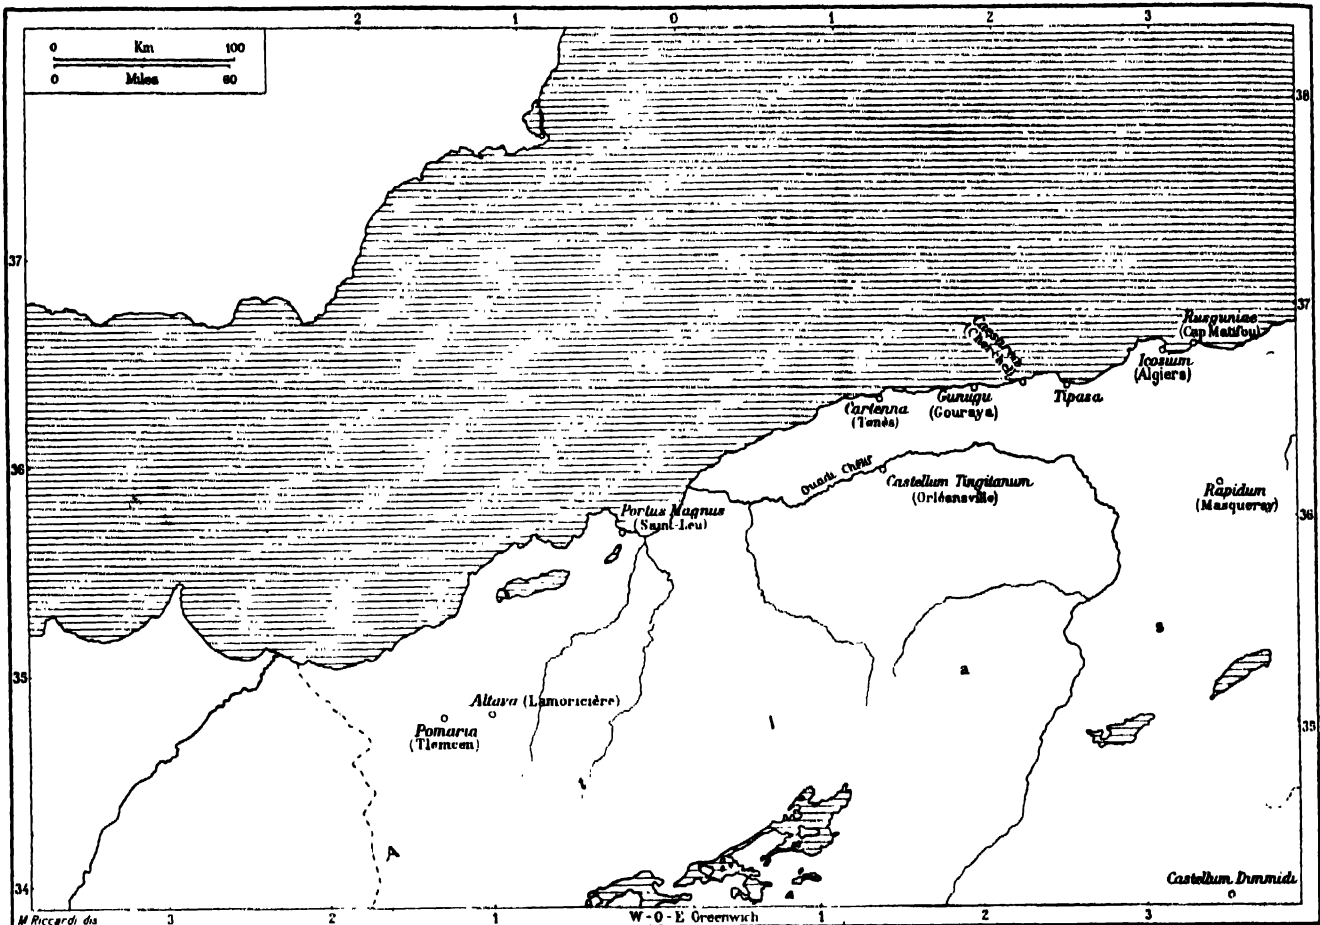 2 1 0 1 2 3
0 Km 100
0 Miles 60
38
37
37
Rusguniae
(Cap Matifou)
Icosium
(Algiers)
Tipasa
Gunugu
(Gouraya)
Cartenna
(Tenès)
36
Castellum Tingitanum
(Orléansville)
Rapidum
(Masqueray)
36
Portus Magnus
(Saint-Leu)
s
a
35
Altava (Lamoricière)
Pomaria
(Tlemcen)
l
35
t
A
Castellum Dimmidi
34
M Riccardi dis
3 2 1 W-0-E Greenwich 1 2 3